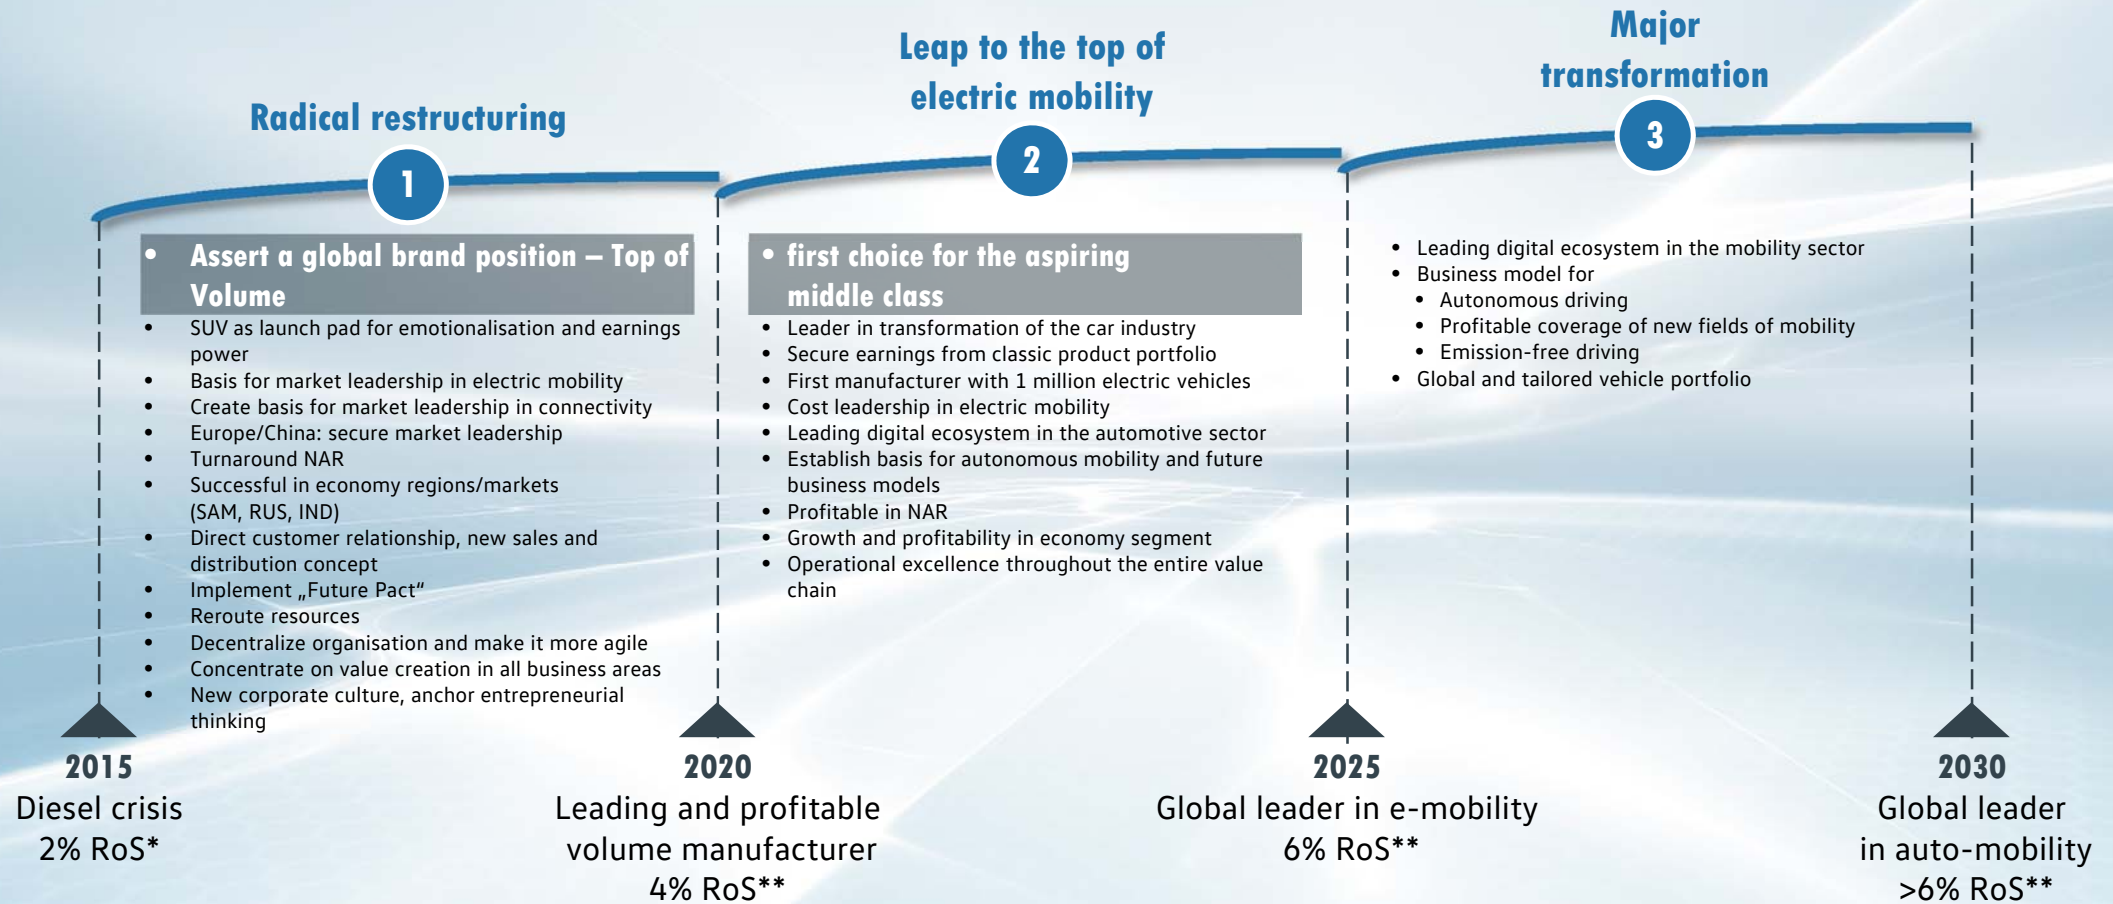 Radical restructuring
1
• Assert a global brand position – Top of
Volume
• SUV as launch pad for emotionalisation and earnings
power
• Basis for market leadership in electric mobility
• Create basis for market leadership in connectivity
• Europe/China: secure market leadership
• Turnaround NAR
• Successful in economy regions/markets
(SAM, RUS, IND)
• Direct customer relationship, new sales and
distribution concept
• Implement „Future Pact“
• Reroute resources
• Decentralize organisation and make it more agile
• Concentrate on value creation in all business areas
• New corporate culture, anchor entrepreneurial
thinking
Leap to the top of
electric mobility
2
• first choice for the aspiring
middle class
• Leader in transformation of the car industry
• Secure earnings from classic product portfolio
• First manufacturer with 1 million electric vehicles
• Cost leadership in electric mobility
• Leading digital ecosystem in the automotive sector
• Establish basis for autonomous mobility and future
business models
• Profitable in NAR
• Growth and profitability in economy segment
• Operational excellence throughout the entire value
chain
Major
transformation
3
• Leading digital ecosystem in the mobility sector
• Business model for
• Autonomous driving
• Profitable coverage of new fields of mobility
• Emission-free driving
• Global and tailored vehicle portfolio
2015
Diesel crisis
2% RoS*
2020
Leading and profitable
volume manufacturer
4% RoS**
2025
Global leader in e-mobility
6% RoS**
2030
Global leader
in auto-mobility
>6% RoS**